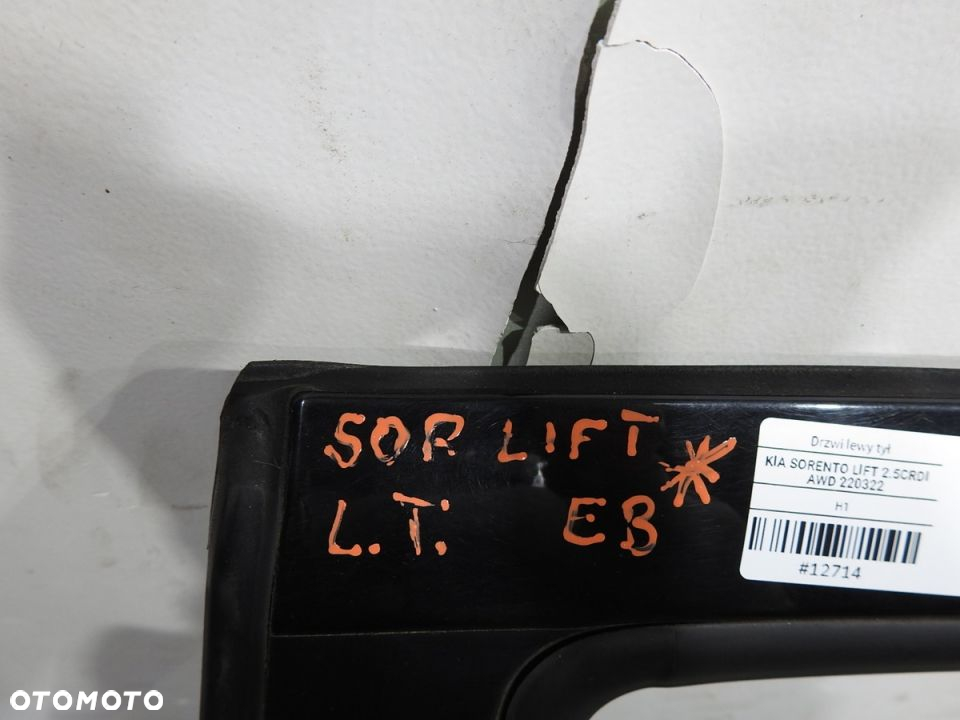 SOR LIFT *
L.T. EB
Drzwi lewy tył
KIA SORENTO LIFT 2.5CRDI
AWD 220322
H1
#12714
OTOMOTO